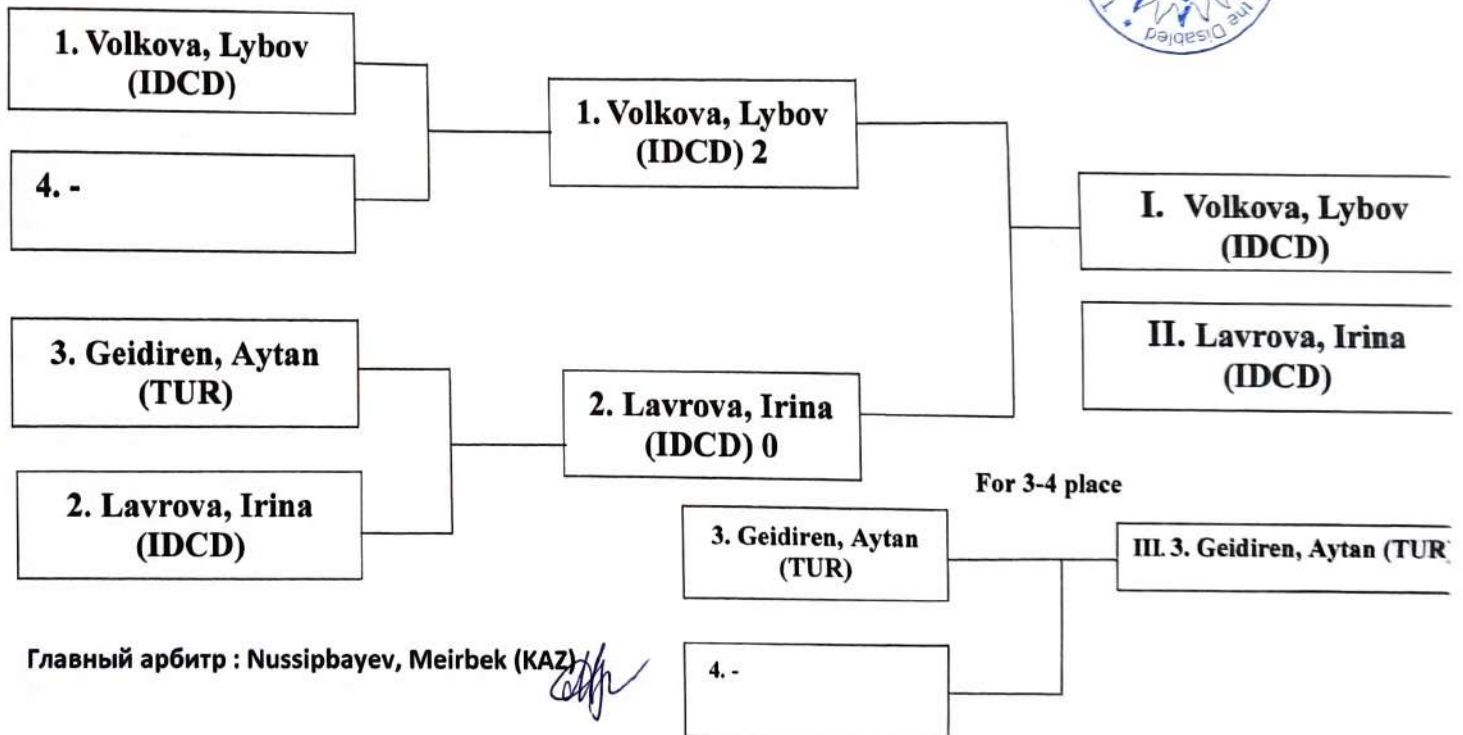 1. Volkova, Lybov
(IDCD)
4. -
3. Geidiren, Aytan
(TUR)
2. Lavrova, Irina
(IDCD)
1. Volkova, Lybov
(IDCD) 2
2. Lavrova, Irina
(IDCD) 0
the Disabled *
I. Volkova, Lybov
(IDCD)
II. Lavrova, Irina
(IDCD)
For 3-4 place
3. Geidiren, Aytan
(TUR)
4. -
III. 3. Geidiren, Aytan (TUR
Главный арбитр : Nussipbayev, Meirbek (KAZ)